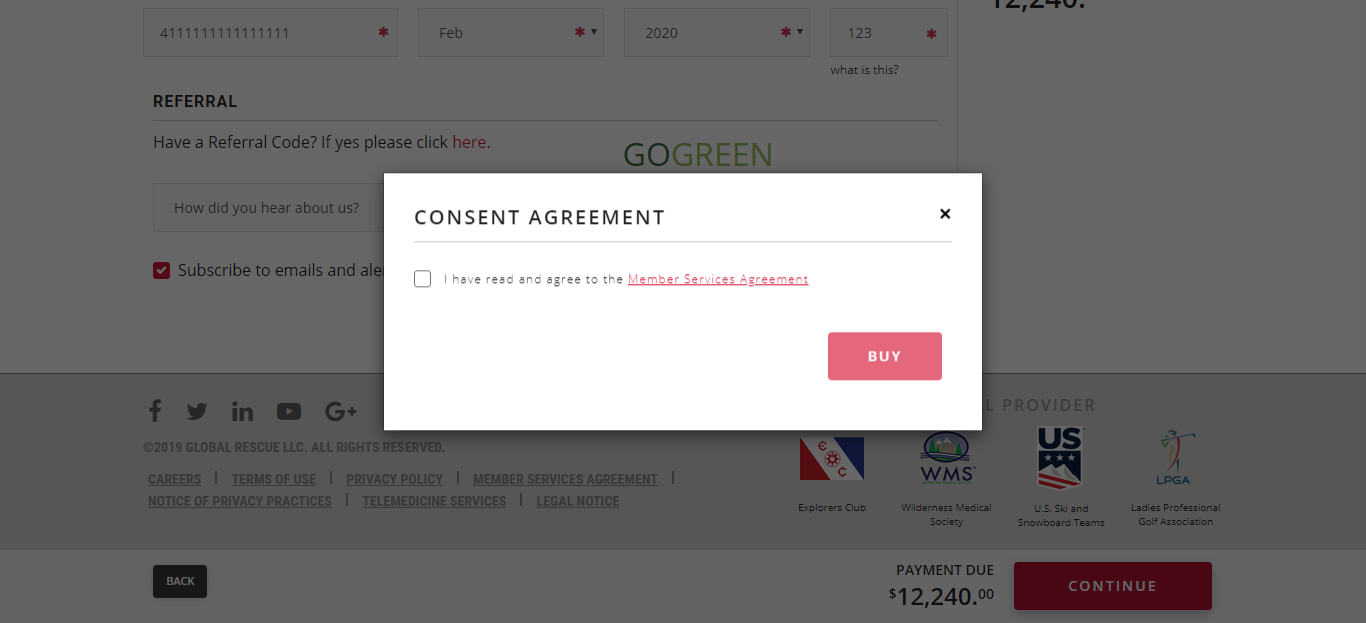 12,240.
4111111111111111
Feb
2020
123
what is this?
REFERRAL
Have a Referral Code? If yes please click here.
GOGREEN
How did you hear about us?
Subscribe to emails and ale
CONSENT AGREEMENT
I have read and agree to the Member Services Agreement
BUY
L PROVIDER
©2019 GLOBAL RESCUE LLC. ALL RIGHTS RESERVED.
CAREERS | TERMS OF USE | PRIVACY POLICY | MEMBER SERVICES AGREEMENT |
NOTICE OF PRIVACY PRACTICES | TELEMEDICINE SERVICES | LEGAL NOTICE
E C C
WMS
US
LPGA
Explorers Club
Wilderness Medical
Society
U.S. Ski and
Snowboard Teams
Ladies Professional
Golf Association
BACK
PAYMENT DUE
$12,240.00
CONTINUE